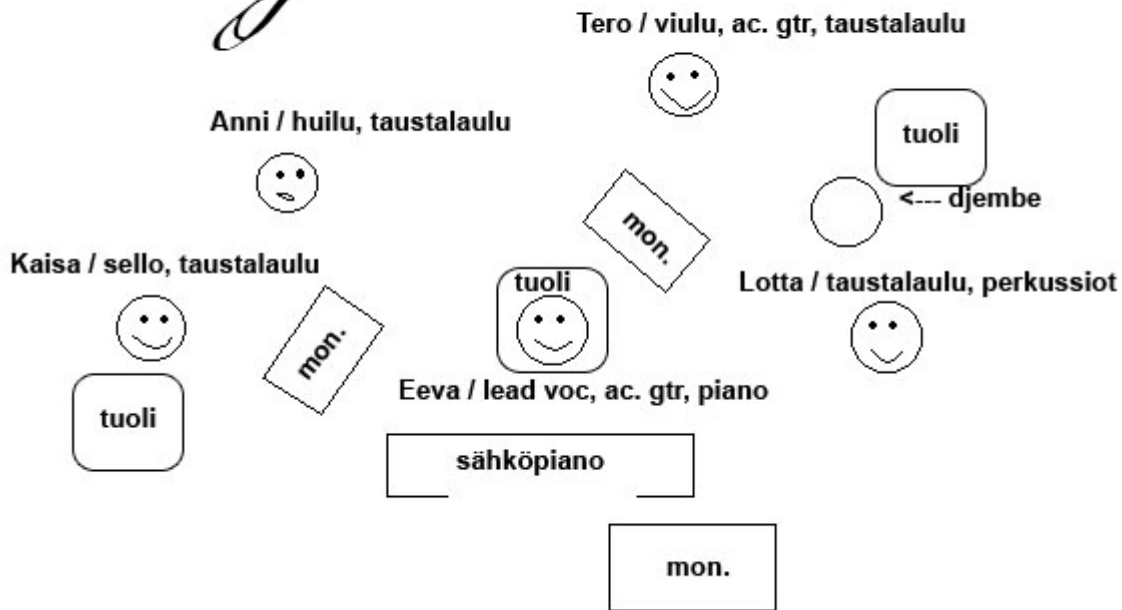 Tero / viulu, ac. gtr, taustalaulu
Anni / huilu, taustalaulu
tuoli
<--- djembe
mon.
Kaisa / sello, taustalaulu
tuoli
Lotta / taustalaulu, perkussiot
mon.
Eeva / lead voc, ac. gtr, piano
tuoli
sähköpiano
mon.